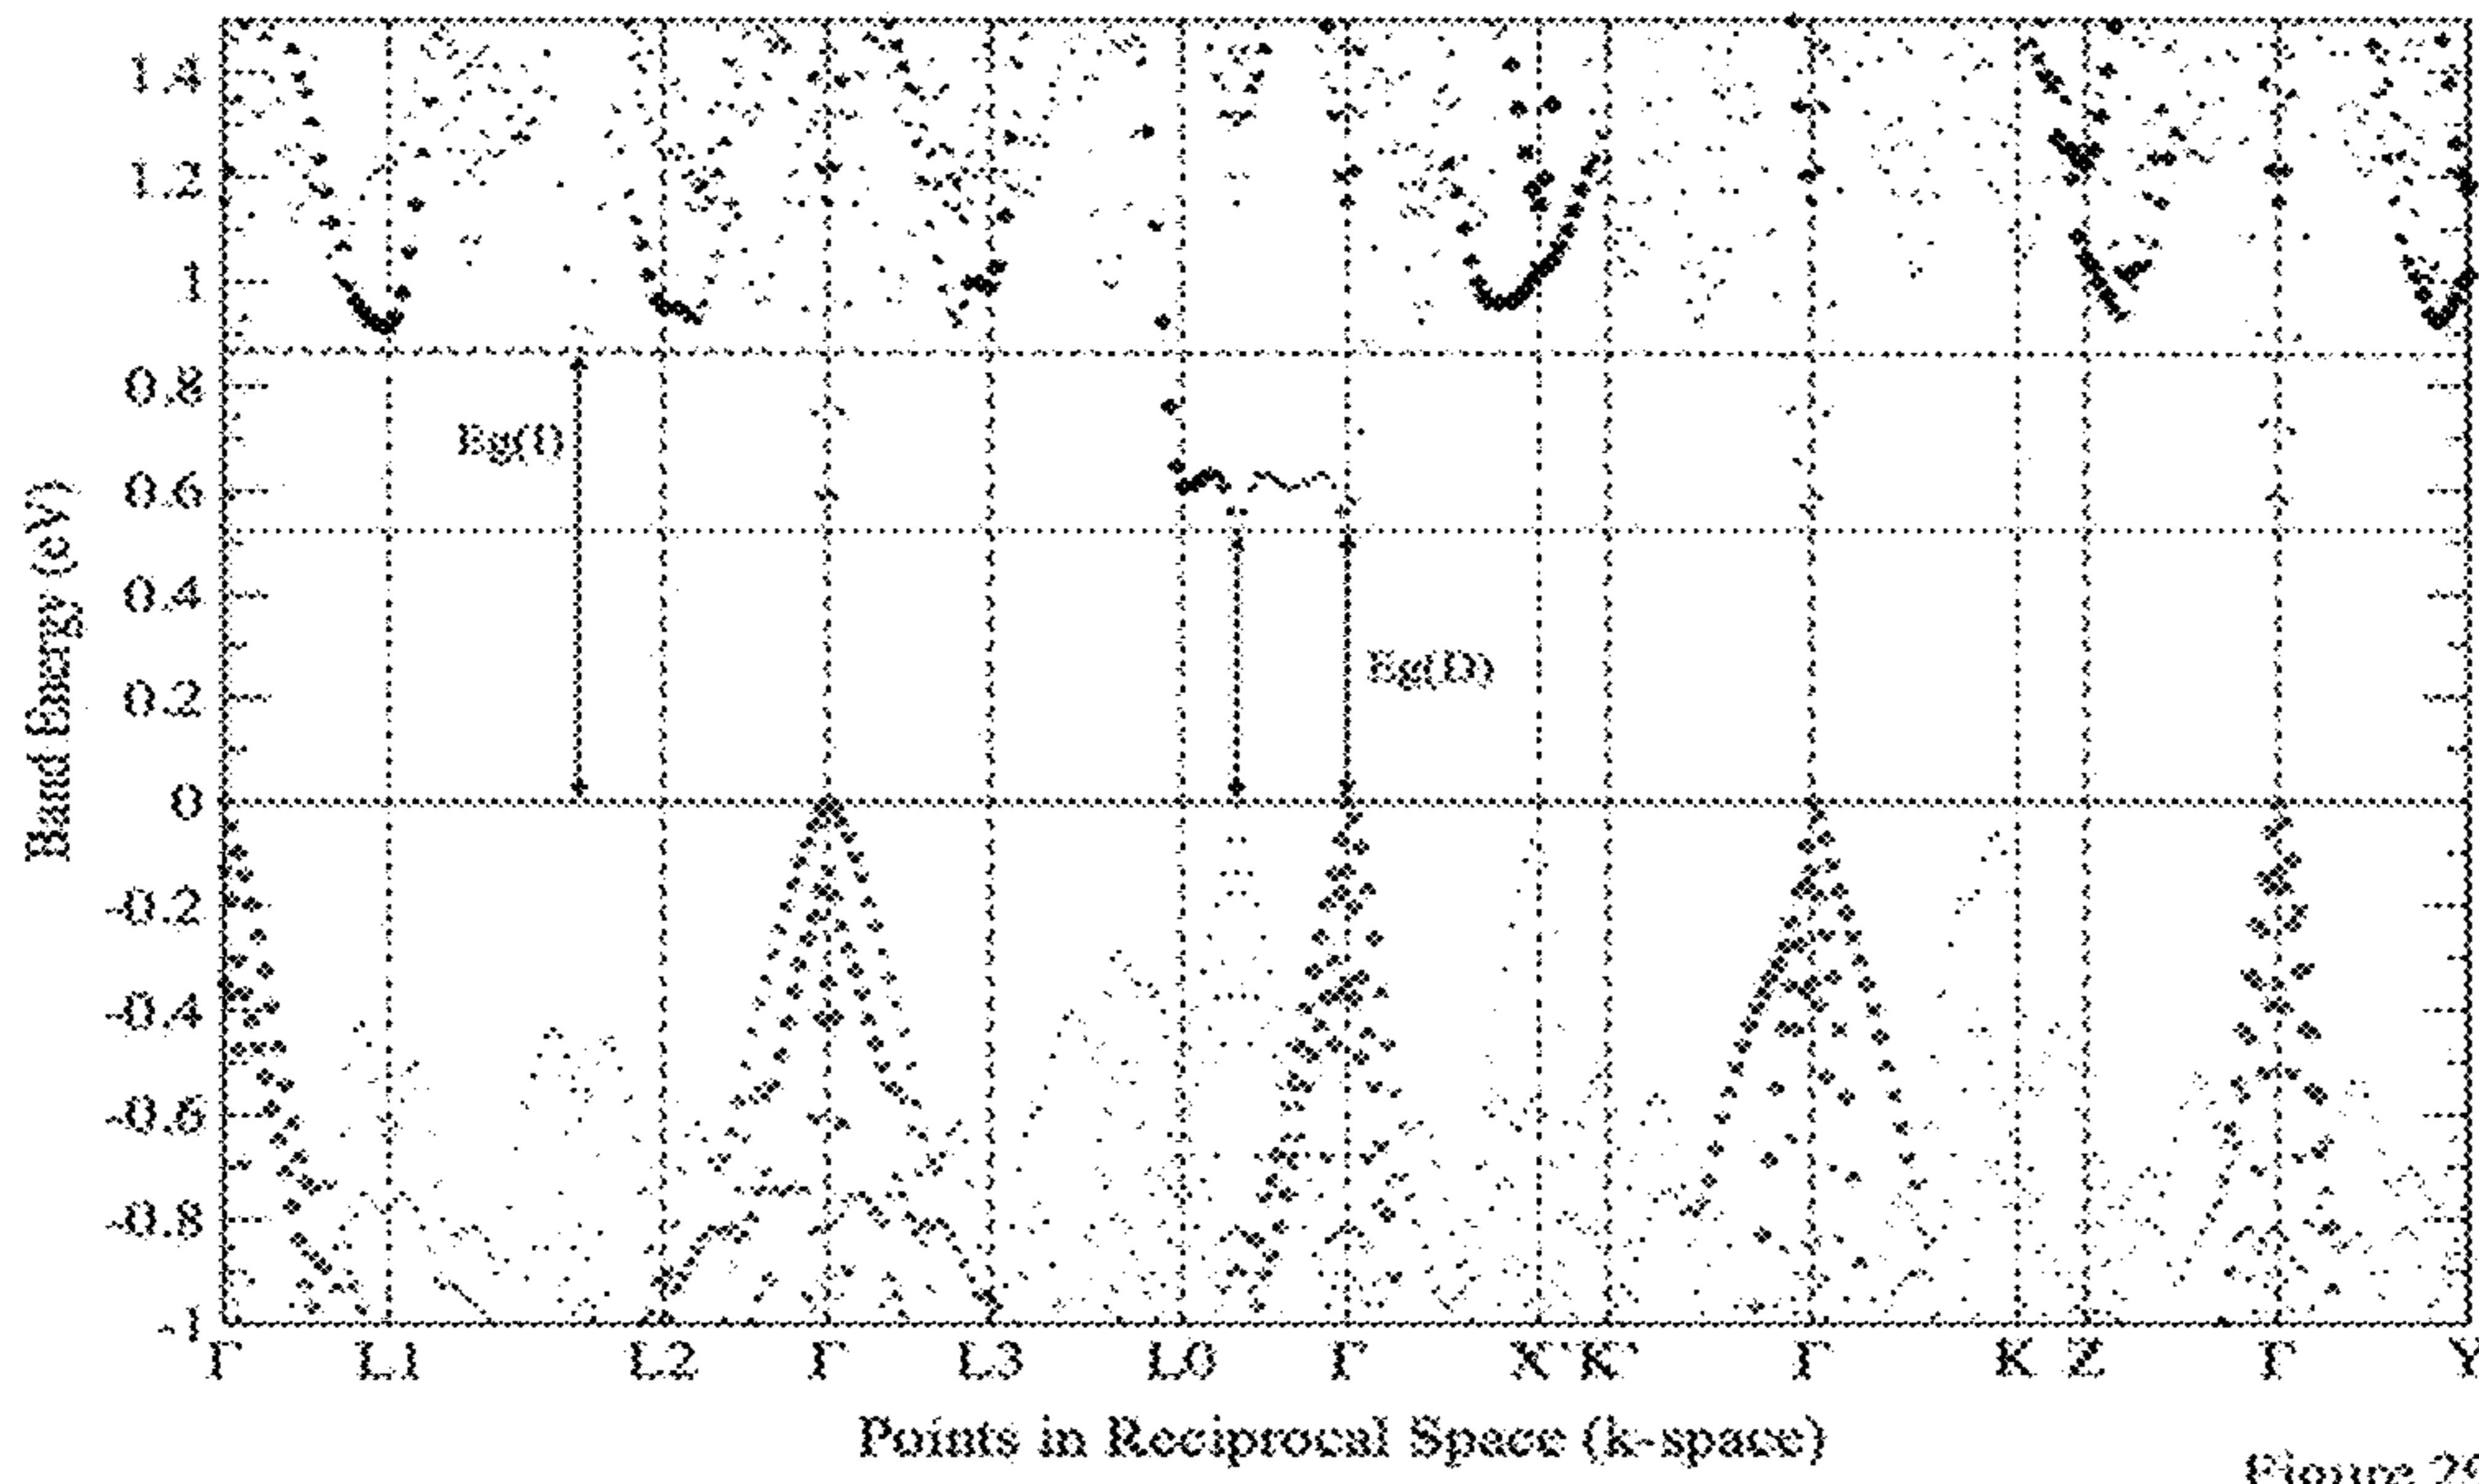 Band Energy (eV)
1.4
1.2
1
0.8
0.6
0.4
0.2
0
-0.2
-0.4
-0.6
-0.8
-1
Eg(I)
Eg(D)
Γ L1 L2 Γ L3 L0 Γ X K Γ K Z Γ Y
Points in Reciprocal Space (k-space)
Figure